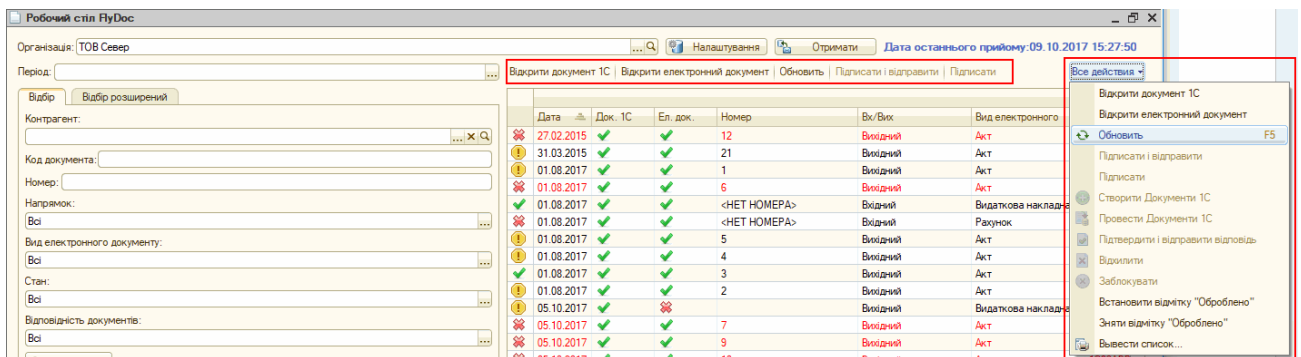 Робочий стіл FlyDoc
Організація: ТОВ Север ... Налаштування Отримати Дата останнього прийому:09.10.2017 15:27:50
Період: ... Відкрити документ 1С Відкрити електронний документ Обновить Підписати і відправити Підписати Все действия
Відбір Відбір розширений
Контрагент:
...
Код документа:
Номер:
Напрямок:
Всі ...
Вид електронного документу:
Всі ...
Стан:
Всі ...
Відповідність документів:
Всі ...
Дата Док. 1С Ел. док. Номер Вх/Вих Вид електронного
27.02.2015 12 Вихідний Акт
31.03.2015 21 Вихідний Акт
01.08.2017 1 Вихідний Акт
01.08.2017 6 Вихідний Акт
01.08.2017 <НЕТ НОМЕРА> Вхідний Видаткова накладна
01.08.2017 <НЕТ НОМЕРА> Вхідний Рахунок
01.08.2017 5 Вихідний Акт
01.08.2017 4 Вихідний Акт
01.08.2017 3 Вихідний Акт
01.08.2017 2 Вихідний Акт
05.10.2017 Вихідний Видаткова накладна
05.10.2017 7 Вихідний Акт
05.10.2017 9 Вихідний Акт
Відкрити документ 1С
Відкрити електронний документ
Обновить F5
Підписати і відправити
Підписати
Створити Документи 1С
Провести Документи 1С
Підтвердити і відправити відповідь
Відхилити
Заблокувати
Встановити відмітку "Оброблено"
Зняти відмітку "Оброблено"
Вывести список...